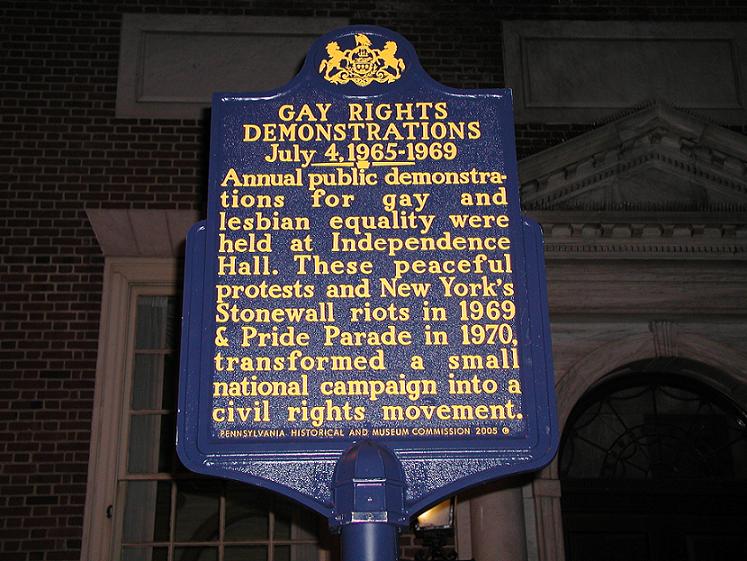 GAY RIGHTS
DEMONSTRATIONS
July 4, 1965-1969
Annual public demonstra-
tions for gay and
lesbian equality were
held at Independence
Hall. These peaceful
protests and New York's
Stonewall riots in 1969
& Pride Parade in 1970,
transformed a small
national campaign into a
civil rights movement.
PENNSYLVANIA HISTORICAL AND MUSEUM COMMISSION 2005 ©